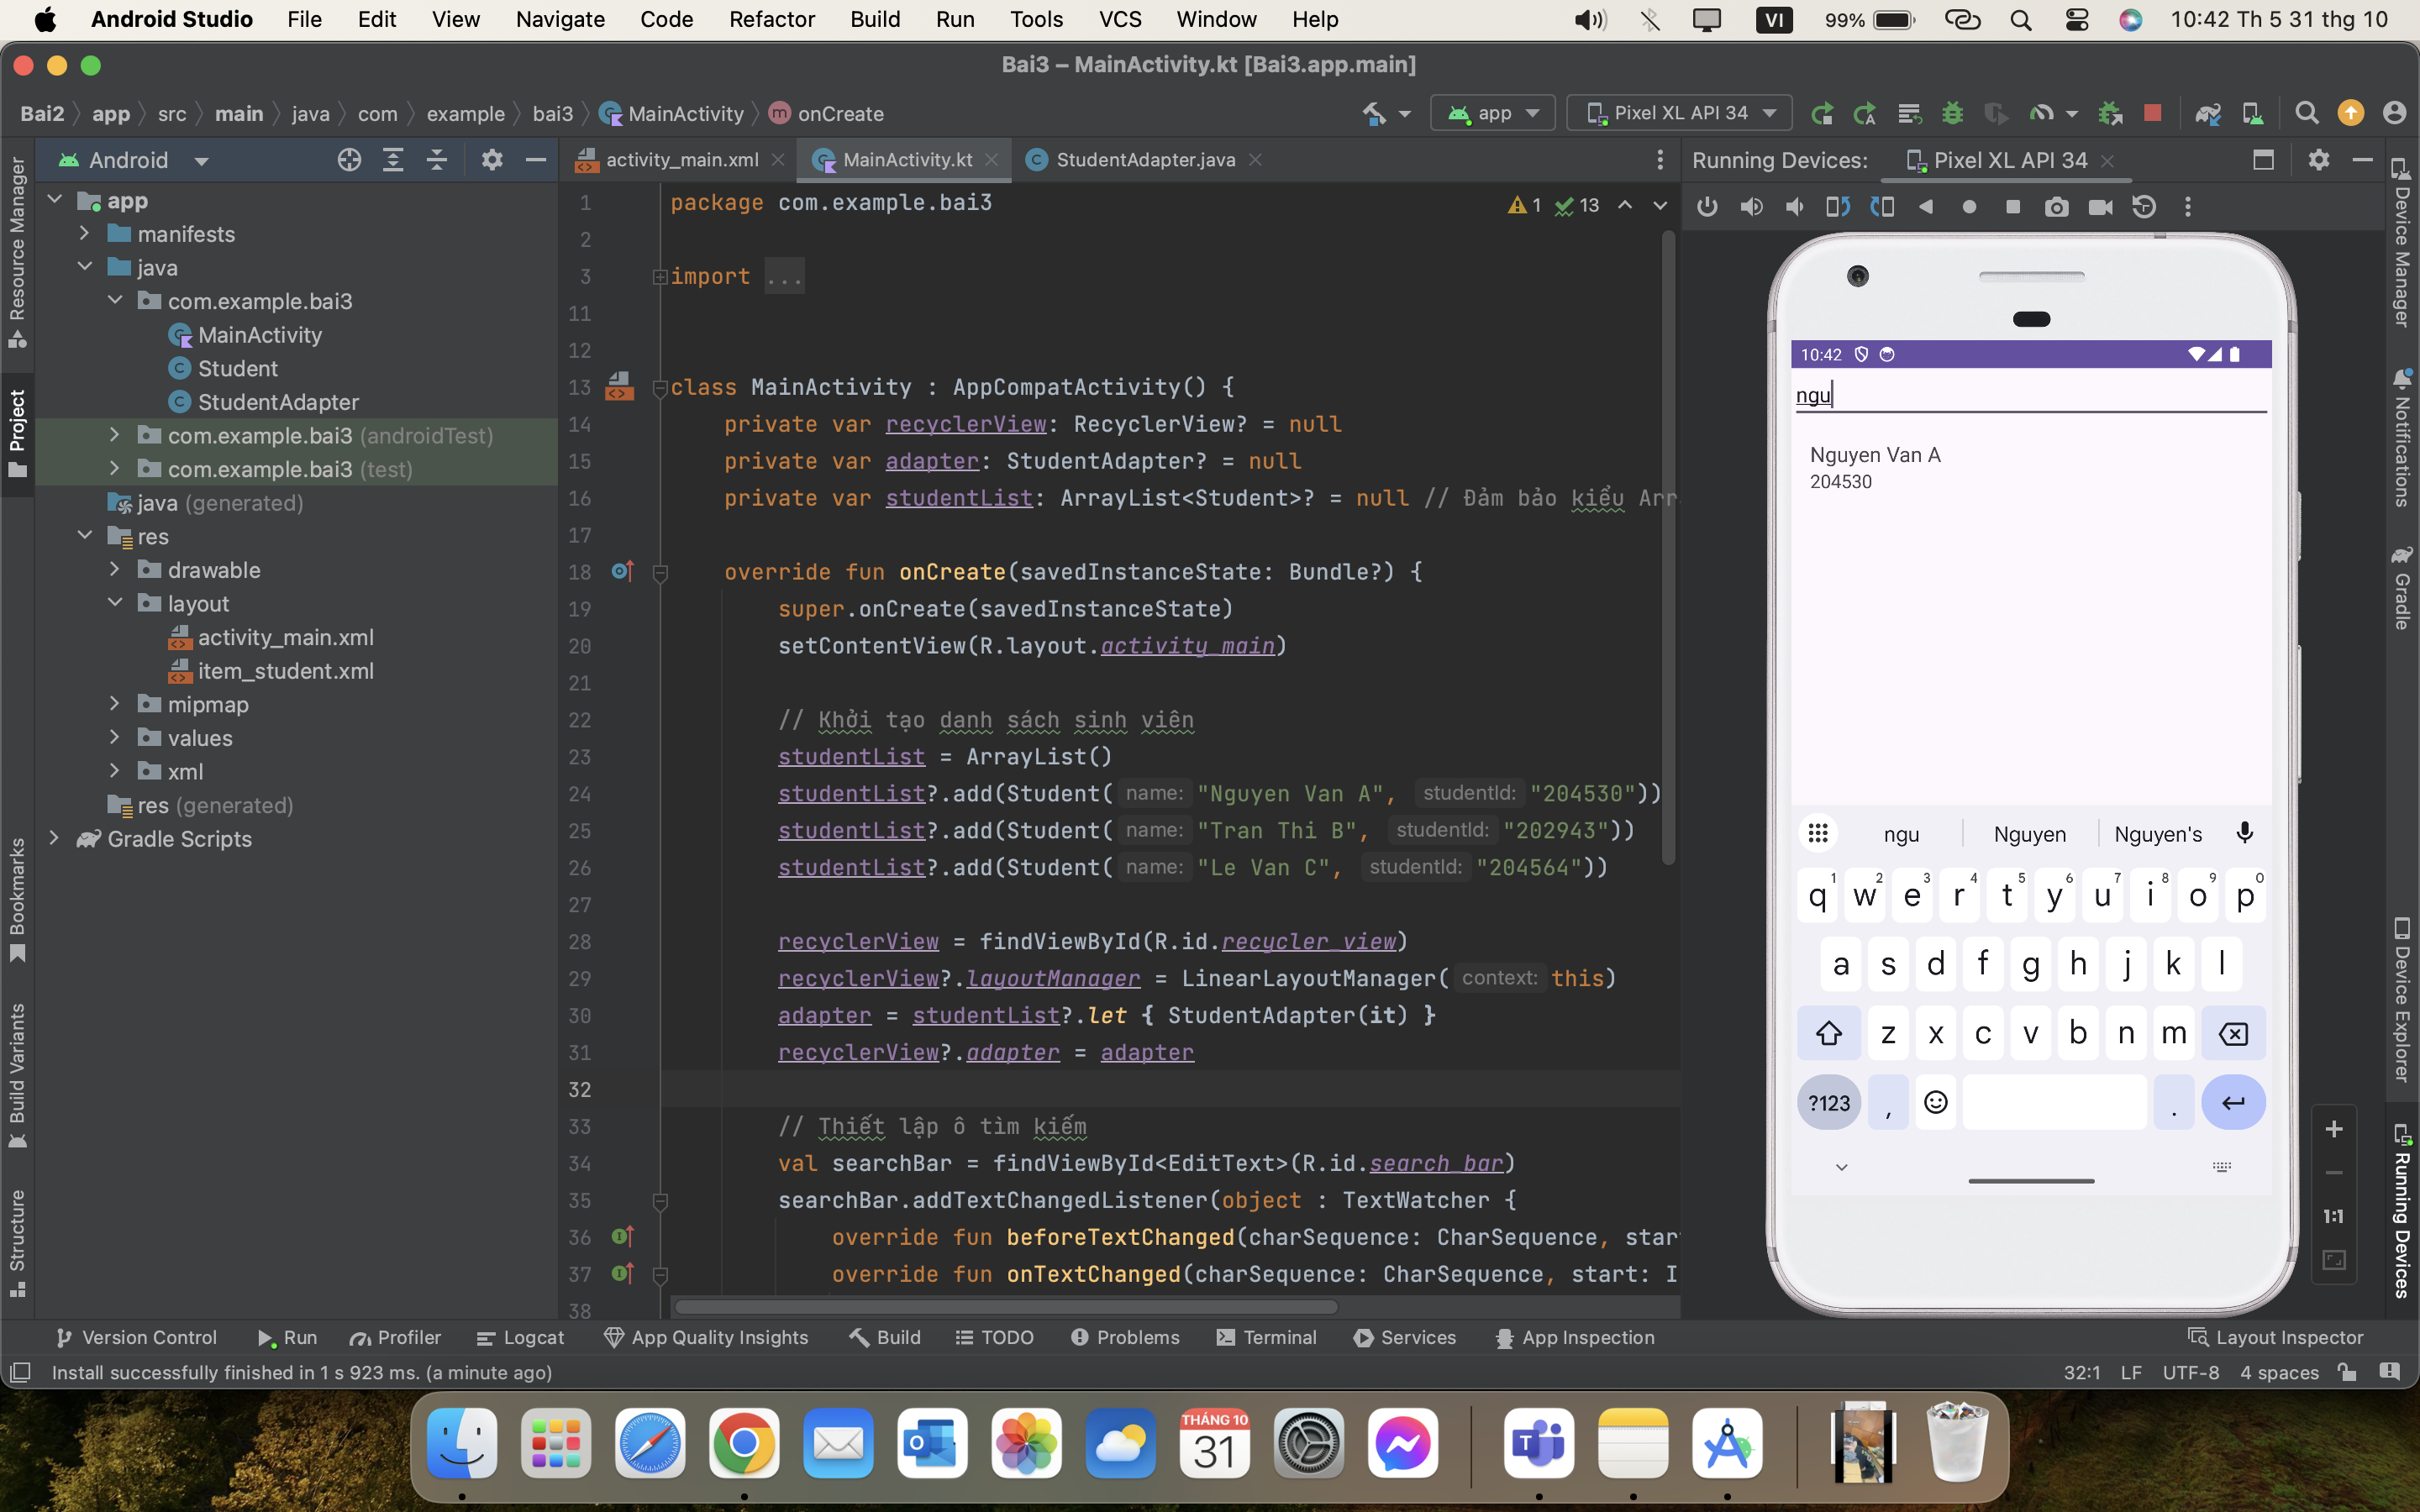 Android Studio File Edit View Navigate Code Refactor Build Run Tools VCS Window Help VI 99% 10:42 Th 5 31 thg 10
Bai3 – MainActivity.kt [Bai3.app.main]
Bai2 app src main java com example bai3 MainActivity onCreate app Pixel XL API 34
Android
activity_main.xml MainActivity.kt StudentAdapter.java
Running Devices: Pixel XL API 34
Resource Manager
Project
Bookmarks
Build Variants
Structure
app
manifests
java
com.example.bai3
MainActivity
Student
StudentAdapter
com.example.bai3 (androidTest)
com.example.bai3 (test)
java (generated)
res
drawable
layout
activity_main.xml
item_student.xml
mipmap
values
xml
res (generated)
Gradle Scripts
1 package com.example.bai3
1 13
2
3 import ...
11
12
13 class MainActivity : AppCompatActivity() {
14 private var recyclerView: RecyclerView? = null
15 private var adapter: StudentAdapter? = null
16 private var studentList: ArrayList<Student>? = null // Đảm bảo kiểu Arr
17
18 override fun onCreate(savedInstanceState: Bundle?) {
19 super.onCreate(savedInstanceState)
20 setContentView(R.layout.activity_main)
21
22 // Khởi tạo danh sách sinh viên
23 studentList = ArrayList()
24 studentList?.add(Student( name: "Nguyen Van A", studentId: "204530"))
25 studentList?.add(Student( name: "Tran Thi B", studentId: "202943"))
26 studentList?.add(Student( name: "Le Van C", studentId: "204564"))
27
28 recyclerView = findViewById(R.id.recycler_view)
29 recyclerView?.layoutManager = LinearLayoutManager( context: this)
30 adapter = studentList?.let { StudentAdapter(it) }
31 recyclerView?.adapter = adapter
32
33 // Thiết lập ô tìm kiếm
34 val searchBar = findViewById<EditText>(R.id.search_bar)
35 searchBar.addTextChangedListener(object : TextWatcher {
36 override fun beforeTextChanged(charSequence: CharSequence, star
37 override fun onTextChanged(charSequence: CharSequence, start: I
38
10:42
ngu
Nguyen Van A
204530
ngu Nguyen Nguyen's
q1 w2 e3 r4 t5 y6 u7 i8 o9 p0
a s d f g h j k l
z x c v b n m
?123 , .
1:1
Device Manager
Notifications
Gradle
Device Explorer
Running Devices
Version Control Run Profiler Logcat App Quality Insights Build TODO Problems Terminal Services App Inspection Layout Inspector
Install successfully finished in 1 s 923 ms. (a minute ago) 32:1 LF UTF-8 4 spaces
THÁNG 10
31